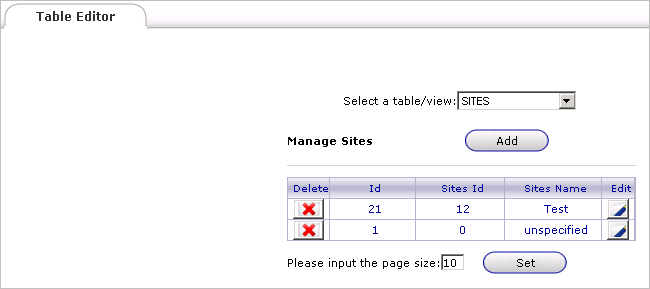 Table Editor
Select a table/view: SITES
Manage Sites Add
Delete Id Sites Id Sites Name Edit
21 12 Test
1 0 unspecified
Please input the page size: 10 Set